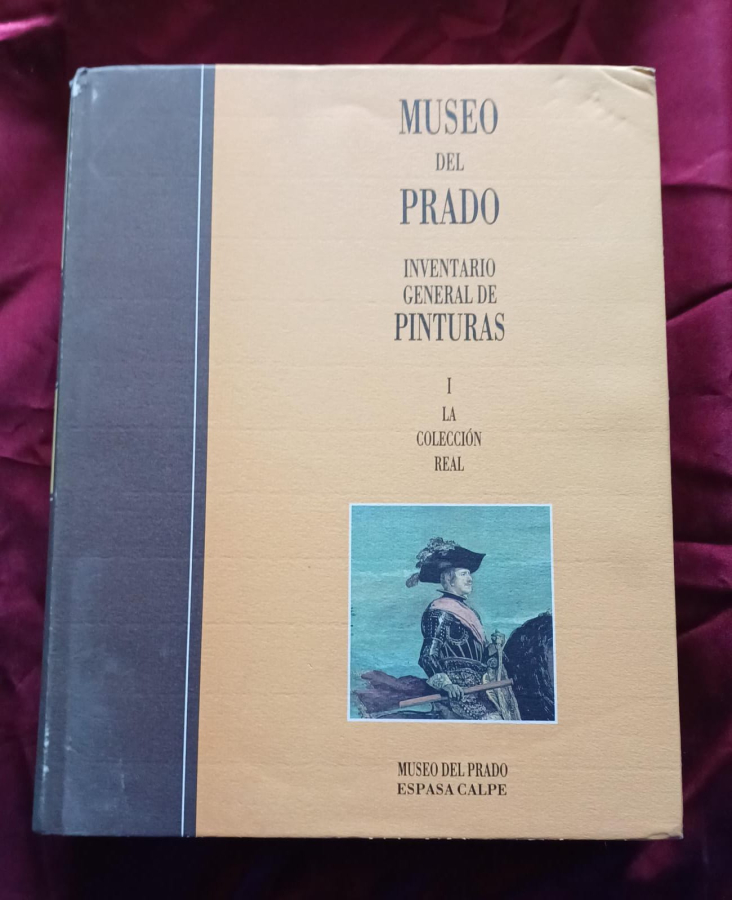 MUSEO
DEL
PRADO
INVENTARIO
GENERAL DE
PINTURAS
I
LA
COLECCIÓN
REAL
MUSEO DEL PRADO
ESPASA CALPE